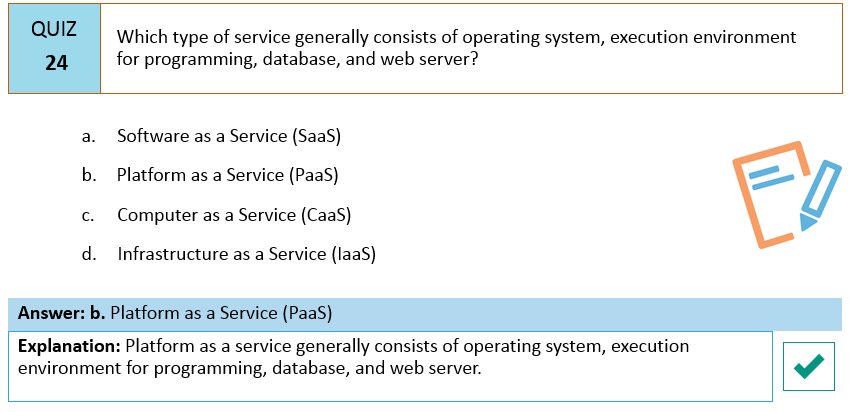 QUIZ
24
Which type of service generally consists of operating system, execution environment
for programming, database, and web server?
a. Software as a Service (SaaS)
b. Platform as a Service (PaaS)
c. Computer as a Service (CaaS)
d. Infrastructure as a Service (IaaS)
Answer: b. Platform as a Service (PaaS)
Explanation: Platform as a service generally consists of operating system, execution
environment for programming, database, and web server.